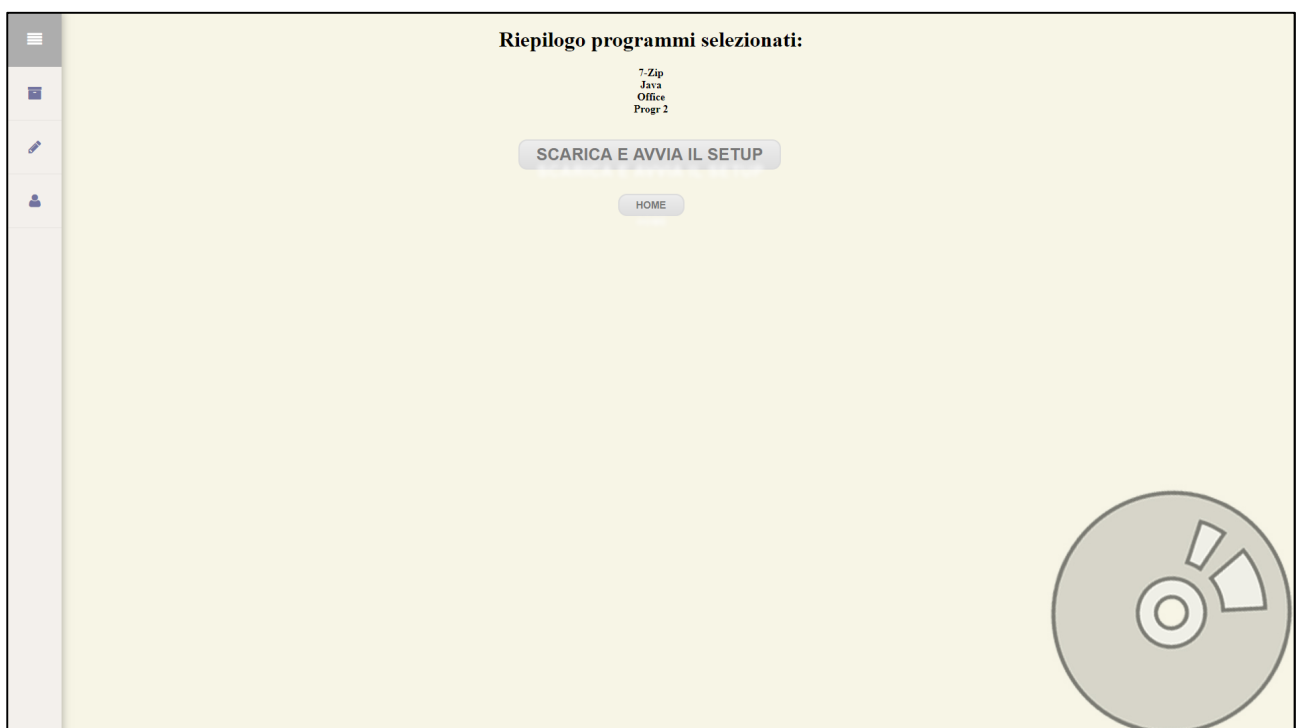 Riepilogo programmi selezionati:
7-Zip
Java
Office
Progr 2
SCARICA E AVVIA IL SETUP
HOME